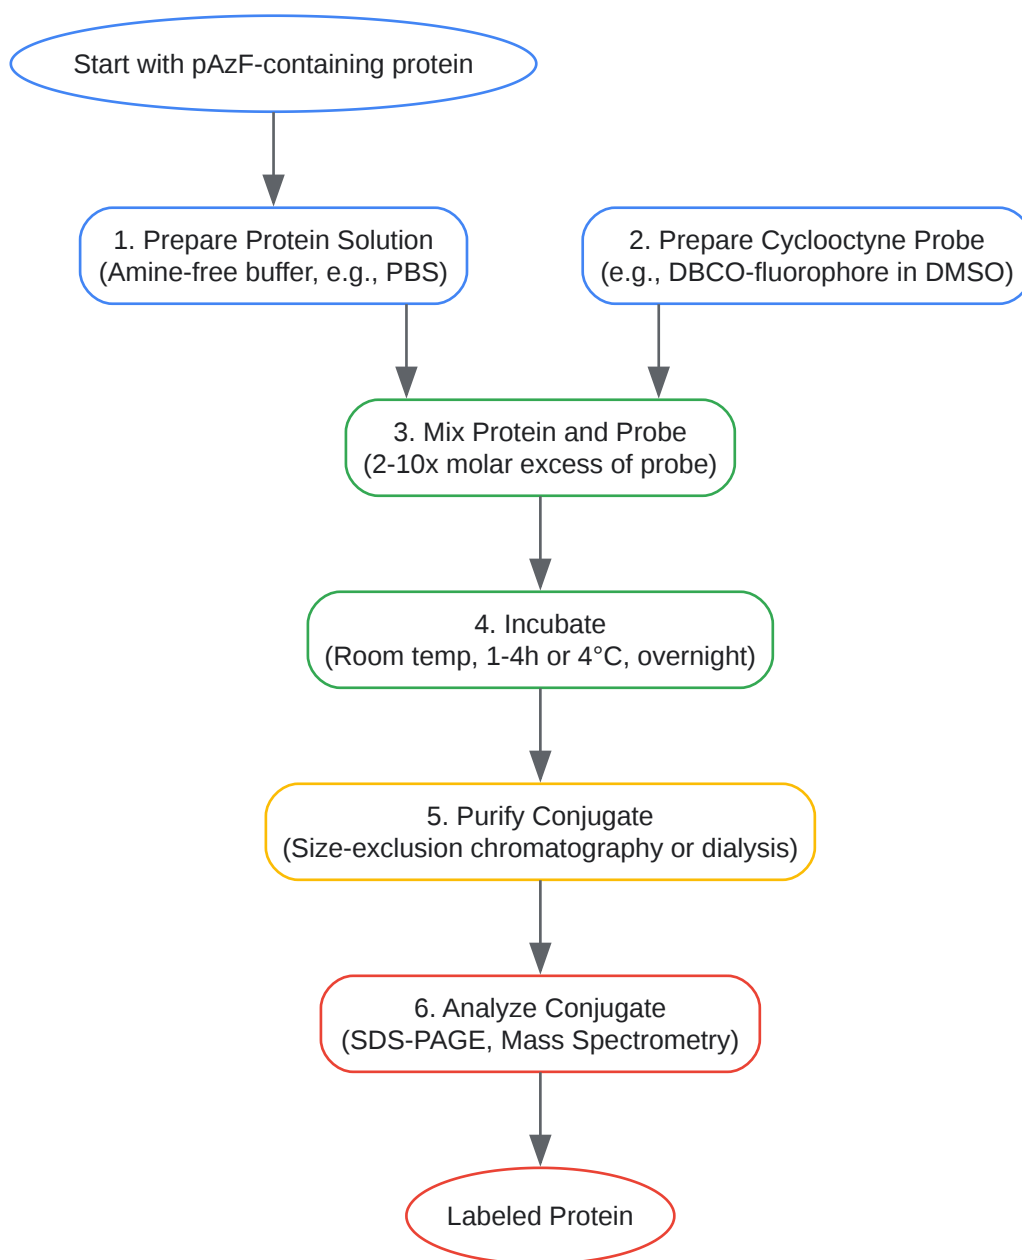 Start with pAzF-containing protein
1. Prepare Protein Solution
(Amine-free buffer, e.g., PBS)
2. Prepare Cyclooctyne Probe
(e.g., DBCO-fluorophore in DMSO)
3. Mix Protein and Probe
(2-10x molar excess of probe)
4. Incubate
(Room temp, 1-4h or 4°C, overnight)
5. Purify Conjugate
(Size-exclusion chromatography or dialysis)
6. Analyze Conjugate
(SDS-PAGE, Mass Spectrometry)
Labeled Protein